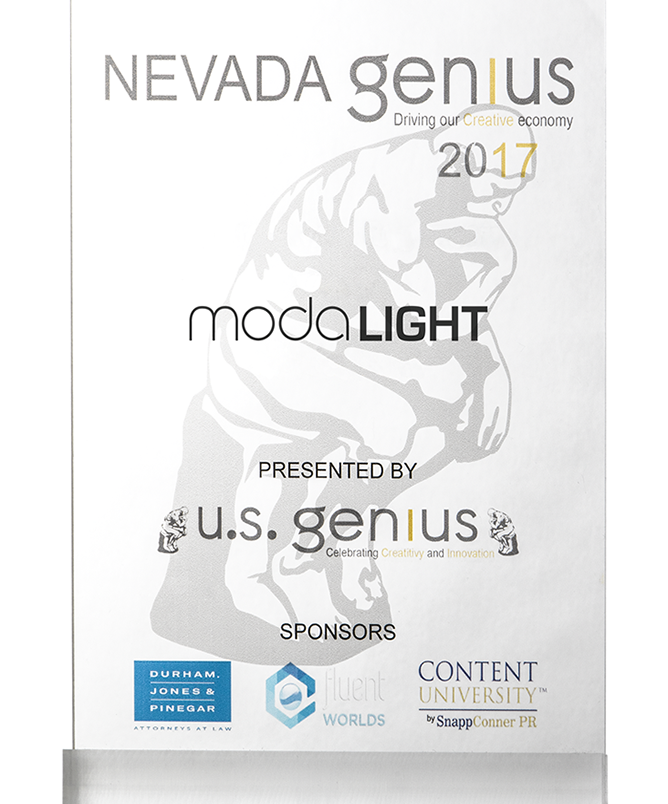 NEVADA genius
Driving our Creative economy
2017
modaLIGHT
PRESENTED BY
u.s. genius
Celebrating Creatitivy and Innovation
SPONSORS
DURHAM.
JONES &
PINEGAR
ATTORNEYS AT LAW
fluent
WORLDS
CONTENT
UNIVERSITY™
by SnappConner PR